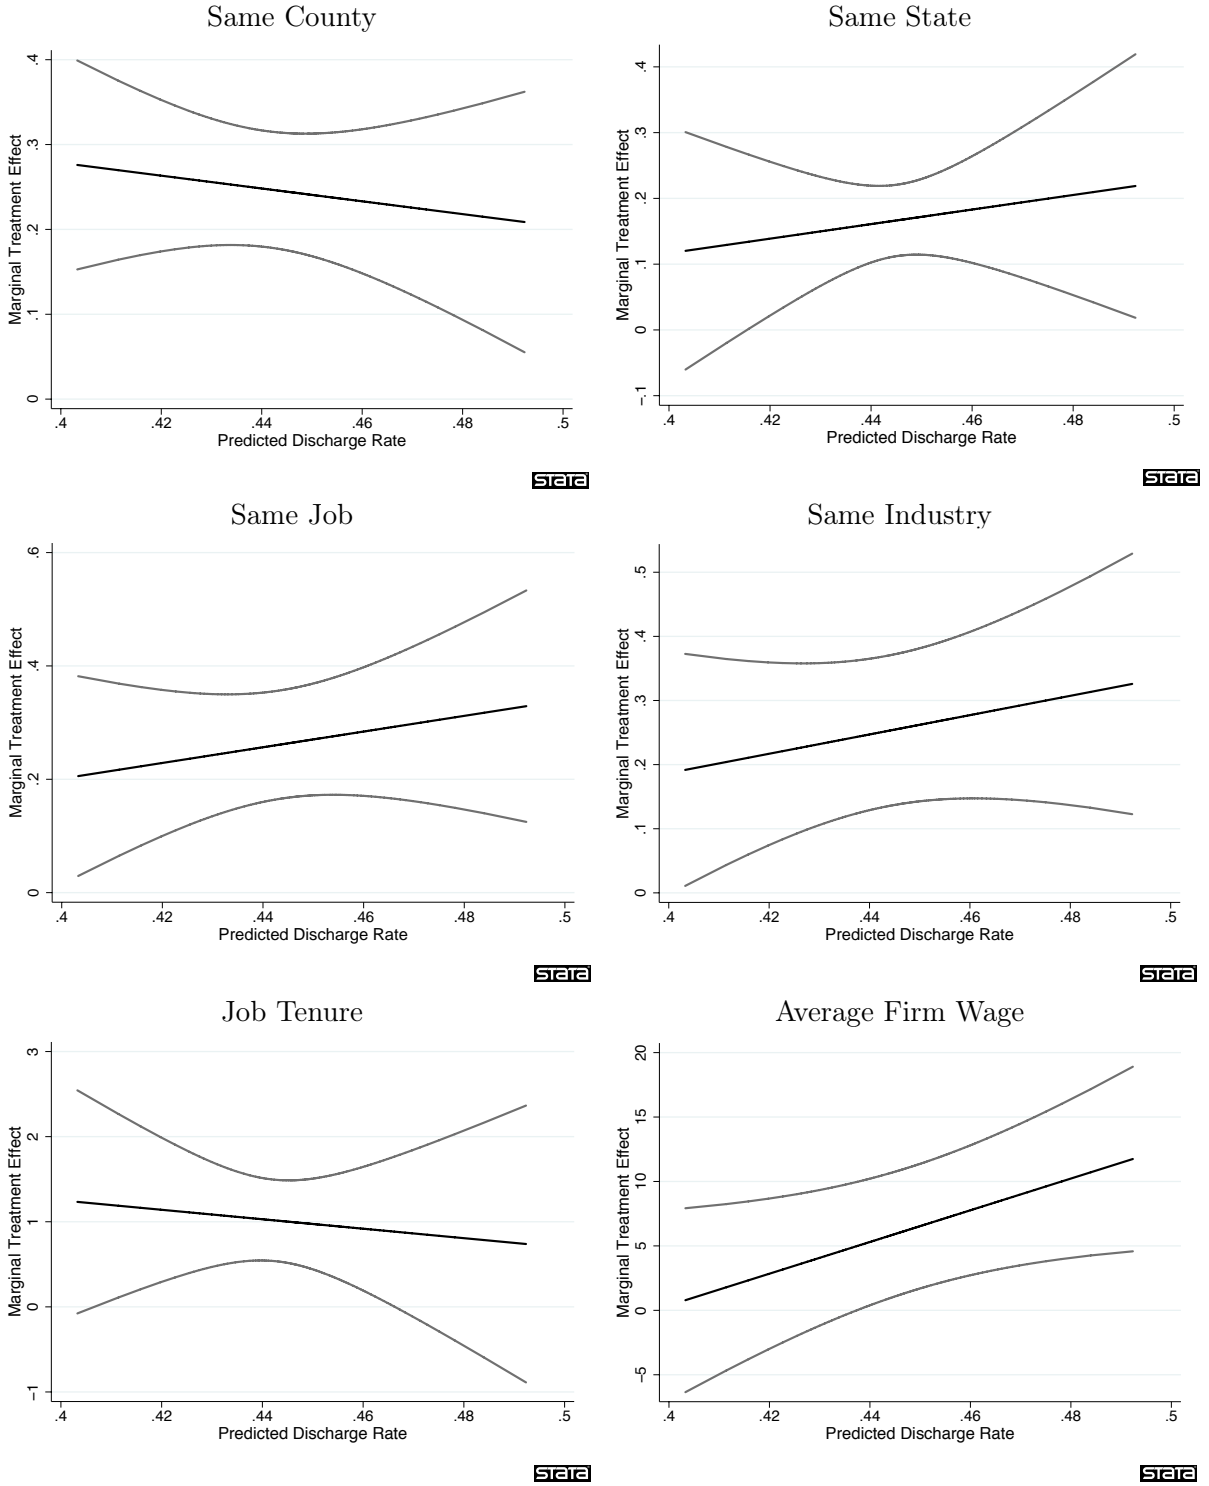 Same County
Marginal Treatment Effect
.4
.3
.2
.1
0
.4 .42 .44 .46 .48 .5
Predicted Discharge Rate
STATA
Same State
Marginal Treatment Effect
.4
.3
.2
.1
0
-.1
.4 .42 .44 .46 .48 .5
Predicted Discharge Rate
STATA
Same Job
Marginal Treatment Effect
.6
.4
.2
0
.4 .42 .44 .46 .48 .5
Predicted Discharge Rate
STATA
Same Industry
Marginal Treatment Effect
.5
.4
.3
.2
.1
0
.4 .42 .44 .46 .48 .5
Predicted Discharge Rate
STATA
Job Tenure
Marginal Treatment Effect
3
2
1
0
-1
.4 .42 .44 .46 .48 .5
Predicted Discharge Rate
STATA
Average Firm Wage
Marginal Treatment Effect
20
15
10
5
0
-5
.4 .42 .44 .46 .48 .5
Predicted Discharge Rate
STATA